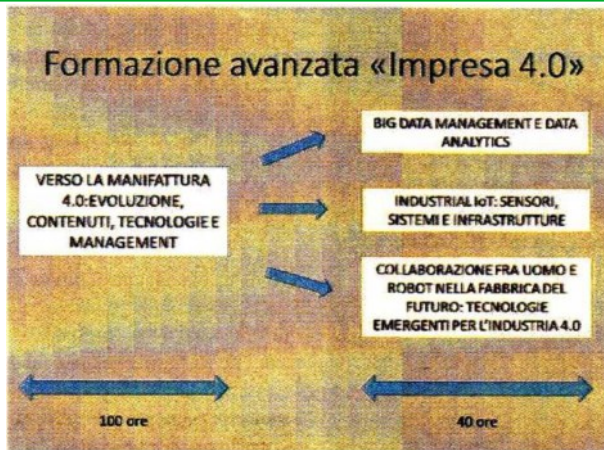 Formazione avanzata «Impresa 4.0»
VERSO LA MANIFATTURA
4.0:EVOLUZIONE,
CONTENUTI, TECNOLOGIE E
MANAGEMENT
BIG DATA MANAGEMENT E DATA
ANALYTICS
INDUSTRIAL IoT: SENSORI,
SISTEMI E INFRASTRUTTURE
COLLABORAZIONE FRA UOMO E
ROBOT NELLA FABBRICA DEL
FUTURO: TECNOLOGIE
EMERGENTI PER L'INDUSTRIA 4.0
100 ore
40 ore